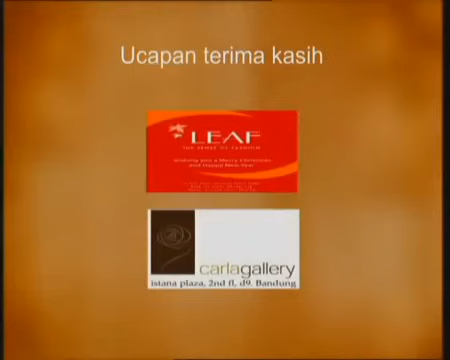 Ucapan terima kasih
LEAF
THE SENSE OF FASHION
wishing you a Merry Christmas
and Happy New Year
carlagallery
istana plaza, 2nd fl, d9. Bandung